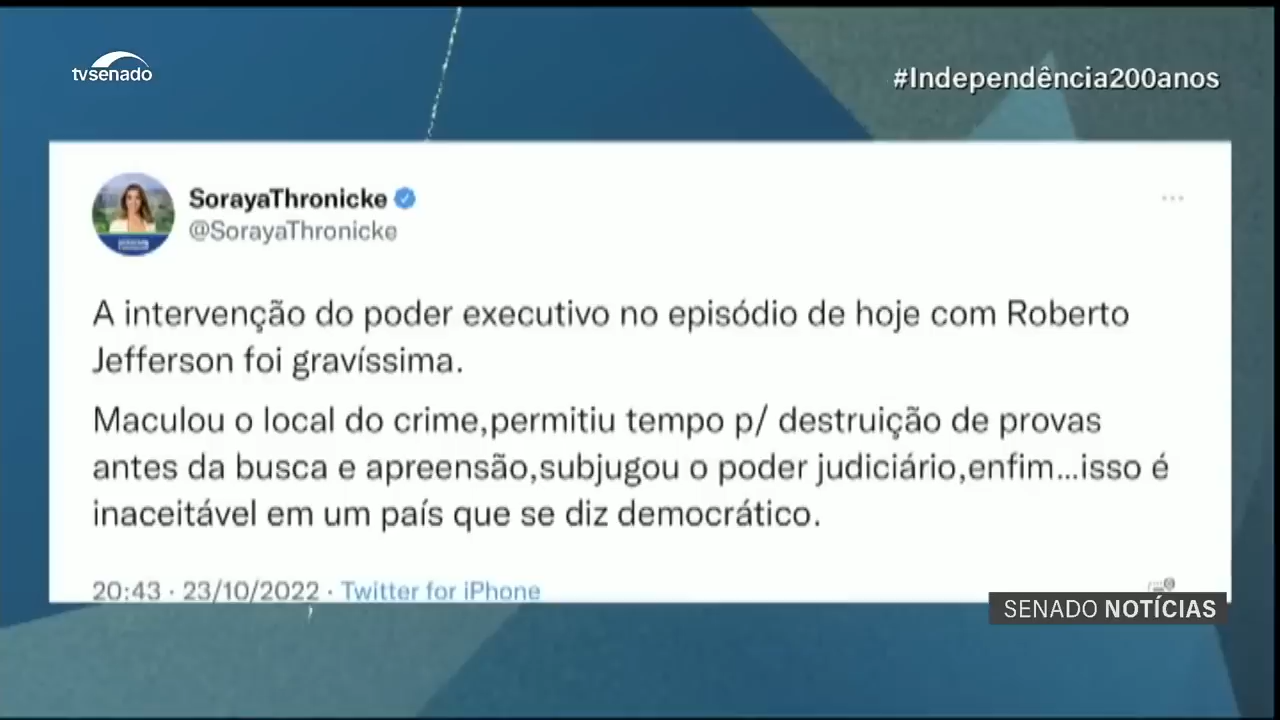 tvsenado
#Independência200anos
SorayaThronicke
@SorayaThronicke
A intervenção do poder executivo no episódio de hoje com Roberto
Jefferson foi gravíssima.
Maculou o local do crime,permitiu tempo p/ destruição de provas
antes da busca e apreensão,subjugou o poder judiciário,enfim...isso é
inaceitável em um país que se diz democrático.
20:43 · 23/10/2022 · Twitter for iPhone
SENADO NOTÍCIAS